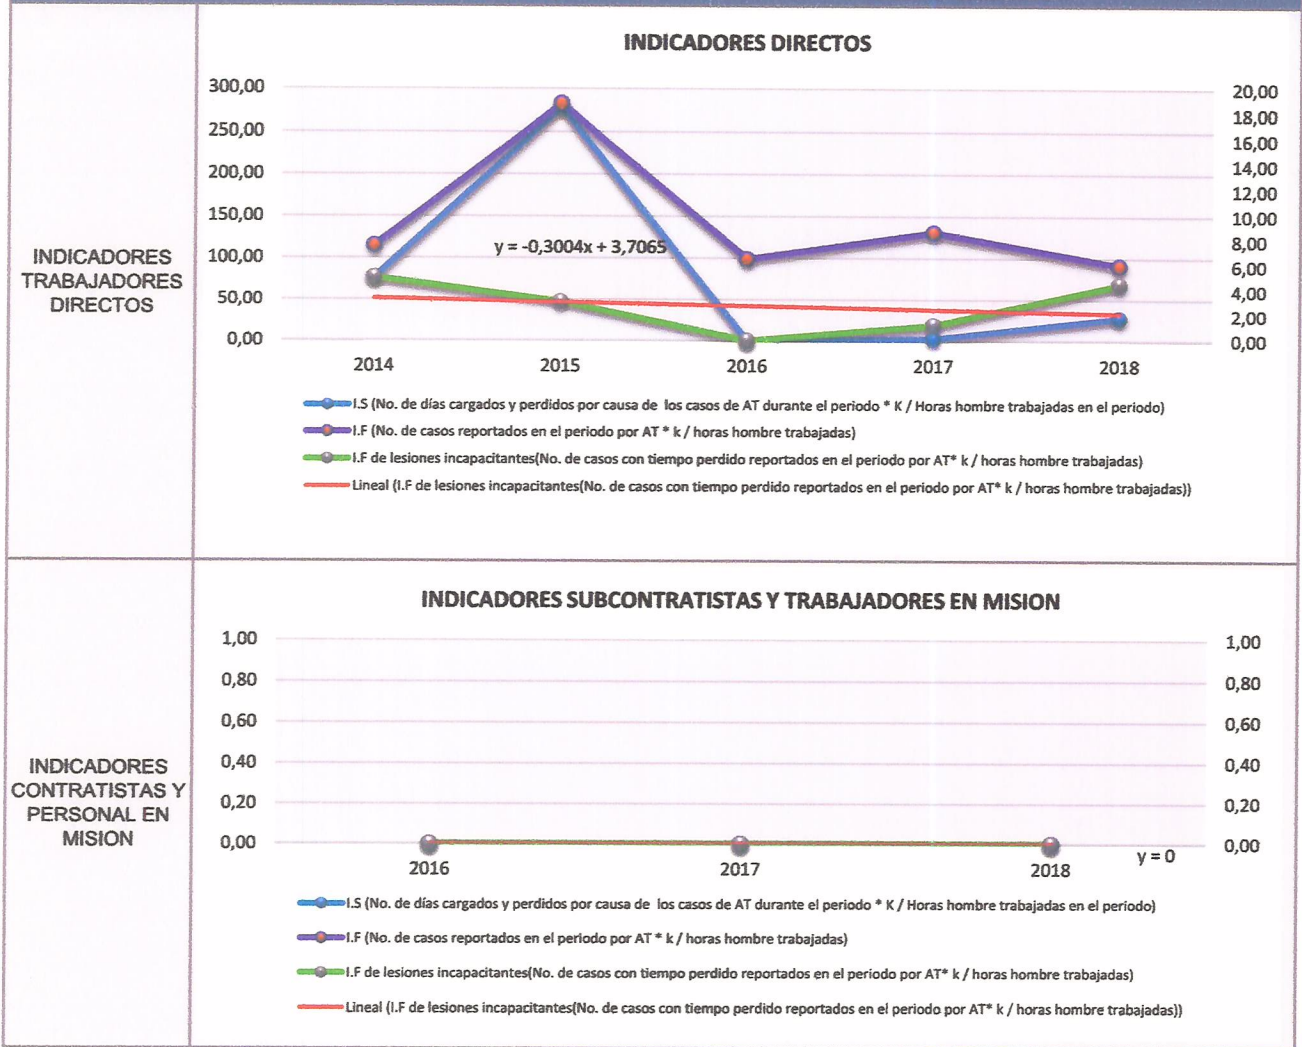 INDICADORES
TRABAJADORES
DIRECTOS
INDICADORES DIRECTOS
300,00
250,00
200,00
150,00
100,00
50,00
0,00
20,00
18,00
16,00
14,00
12,00
10,00
8,00
6,00
4,00
2,00
0,00
y = -0,3004x + 3,7065
2014 2015 2016 2017 2018
I.S (No. de días cargados y perdidos por causa de los casos de AT durante el periodo * K / Horas hombre trabajadas en el periodo)
I.F (No. de casos reportados en el periodo por AT * k / horas hombre trabajadas)
I.F de lesiones incapacitantes(No. de casos con tiempo perdido reportados en el periodo por AT* k / horas hombre trabajadas)
Lineal (I.F de lesiones incapacitantes(No. de casos con tiempo perdido reportados en el periodo por AT* k / horas hombre trabajadas))
INDICADORES
CONTRATISTAS Y
PERSONAL EN
MISION
INDICADORES SUBCONTRATISTAS Y TRABAJADORES EN MISION
1,00
0,80
0,60
0,40
0,20
0,00
1,00
0,80
0,60
0,40
0,20
0,00
y = 0
2016 2017 2018
I.S (No. de días cargados y perdidos por causa de los casos de AT durante el periodo * K / Horas hombre trabajadas en el periodo)
I.F (No. de casos reportados en el periodo por AT * k / horas hombre trabajadas)
I.F de lesiones incapacitantes(No. de casos con tiempo perdido reportados en el periodo por AT* k / horas hombre trabajadas)
Lineal (I.F de lesiones incapacitantes(No. de casos con tiempo perdido reportados en el periodo por AT* k / horas hombre trabajadas))